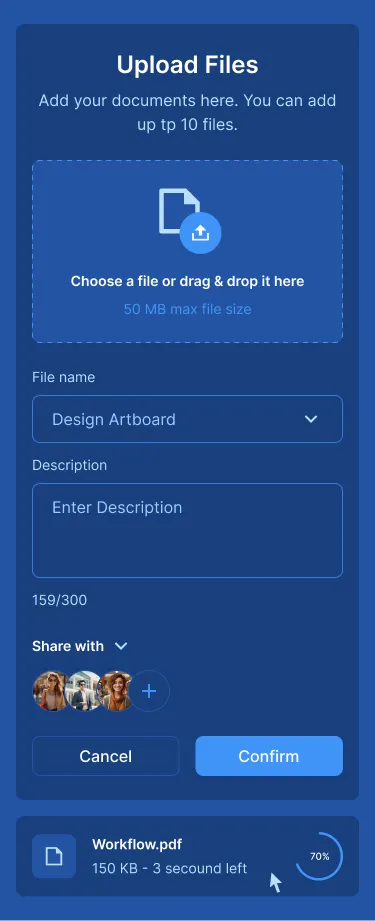 Upload Files
Add your documents here. You can add
up tp 10 files.
Choose a file or drag & drop it here
50 MB max file size
File name
Design Artboard
Description
Enter Description
159/300
Share with
Cancel
Confirm
Workflow.pdf
150 KB - 3 secound left
70%